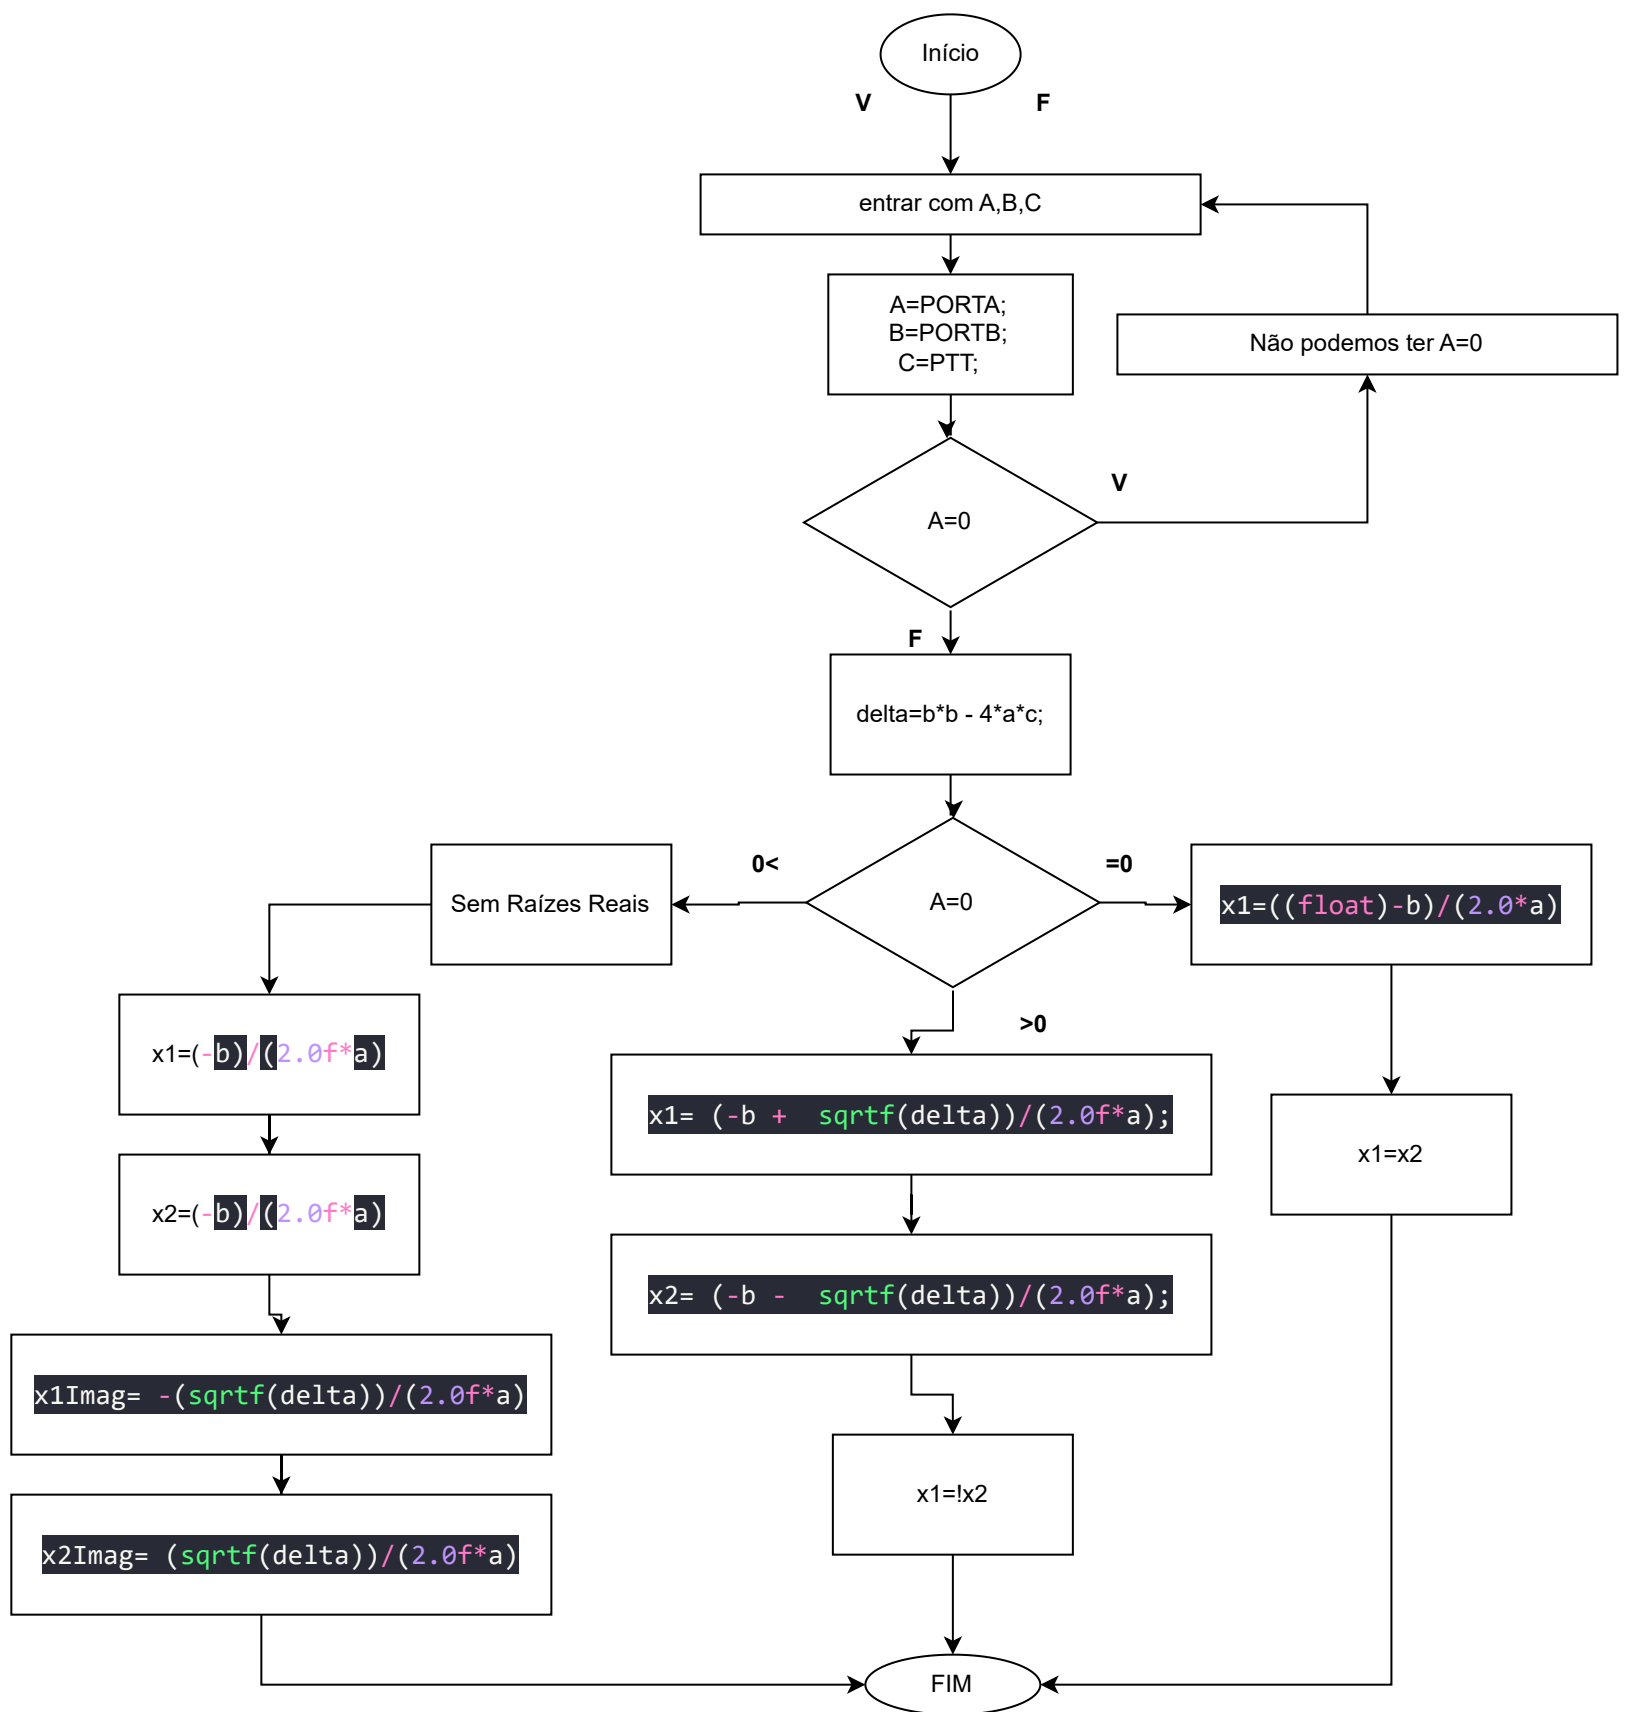 Início
V
F
entrar com A,B,C
A=PORTA;
B=PORTB;
C=PTT;
Não podemos ter A=0
A=0
V
F
delta=b*b - 4*a*c;
A=0
0<
=0
>0
Sem Raízes Reais
x1=((float)-b)/(2.0*a)
x1=(-b)/(2.0f*a)
x1= (-b +  sqrtf(delta))/(2.0f*a);
x1=x2
x2=(-b)/(2.0f*a)
x2= (-b -  sqrtf(delta))/(2.0f*a);
x1Imag= -(sqrtf(delta))/(2.0f*a)
x1=!x2
x2Imag= (sqrtf(delta))/(2.0f*a)
FIM